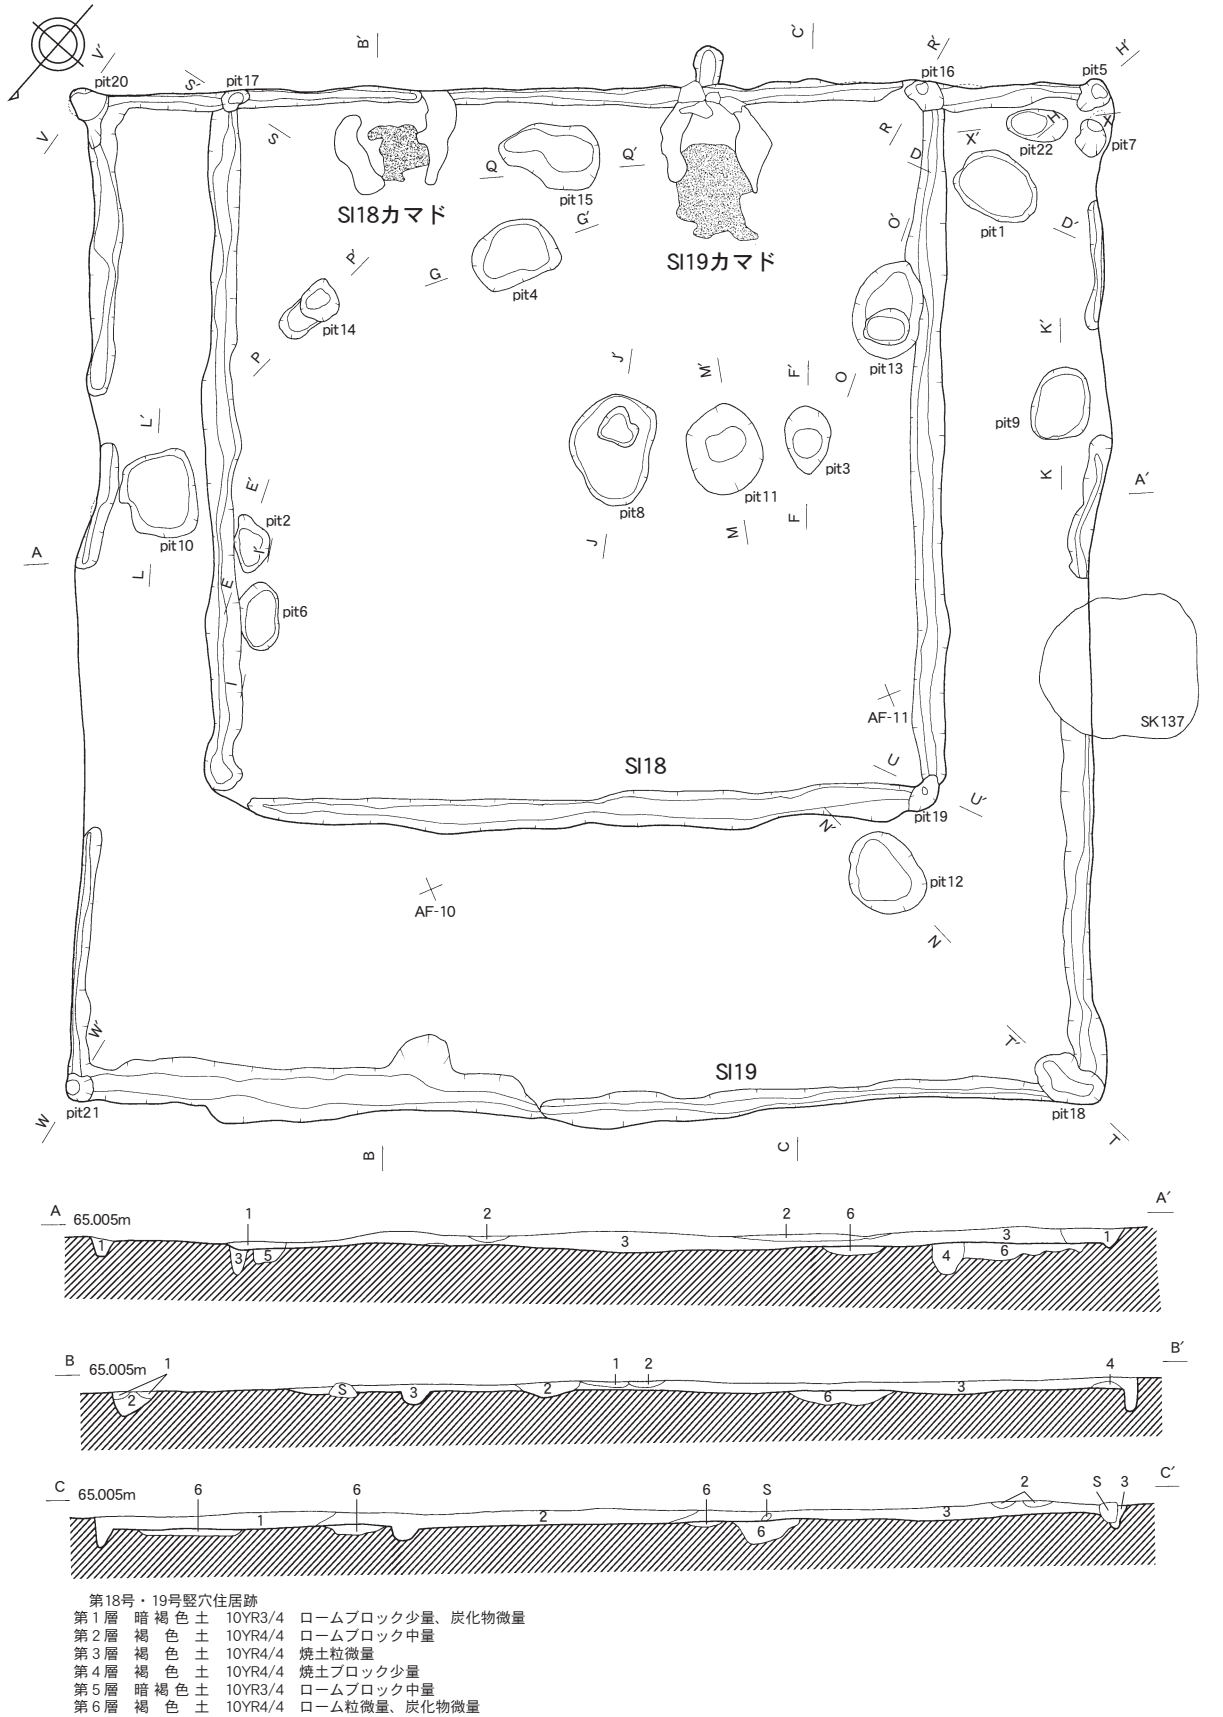 V´
S´
B´
C´
R´
H´
pit20
pit17
pit16
pit5
V
S
Q
Q´
R
D
X´
H
X
pit22
pit7
pit15
SI18カマド
G´
O´
pit1
D´
P´
G
pit4
SI19カマド
pit14
P
J´
M´
F´
O
pit13
K´
L´
pit9
E´
pit3
K
A´
pit2
pit8
pit11
A
pit10
I´
J
M
F
L
E
pit6
I
AF-11
SK137
SI18
U
U´
N´
pit19
pit12
AF-10
N
W´
T´
SI19
pit21
pit18
W
T
B
C
A 65.005m 1 2 2 6 A´
1 3 5 3 4 3 6 1
B 65.005m 1 1 2 4 B´
2 S 3 2 6 3
C 65.005m 6 6 6 S 2 S 3 C´
1 2 6 3
第18号・19号竪穴住居跡
第1層 暗褐色土 10YR3/4 ロームブロック少量、炭化物微量
第2層 褐色土 10YR4/4 ロームブロック中量
第3層 褐色土 10YR4/4 焼土粒微量
第4層 褐色土 10YR4/4 焼土ブロック少量
第5層 暗褐色土 10YR3/4 ロームブロック中量
第6層 褐色土 10YR4/4 ローム粒微量、炭化物微量